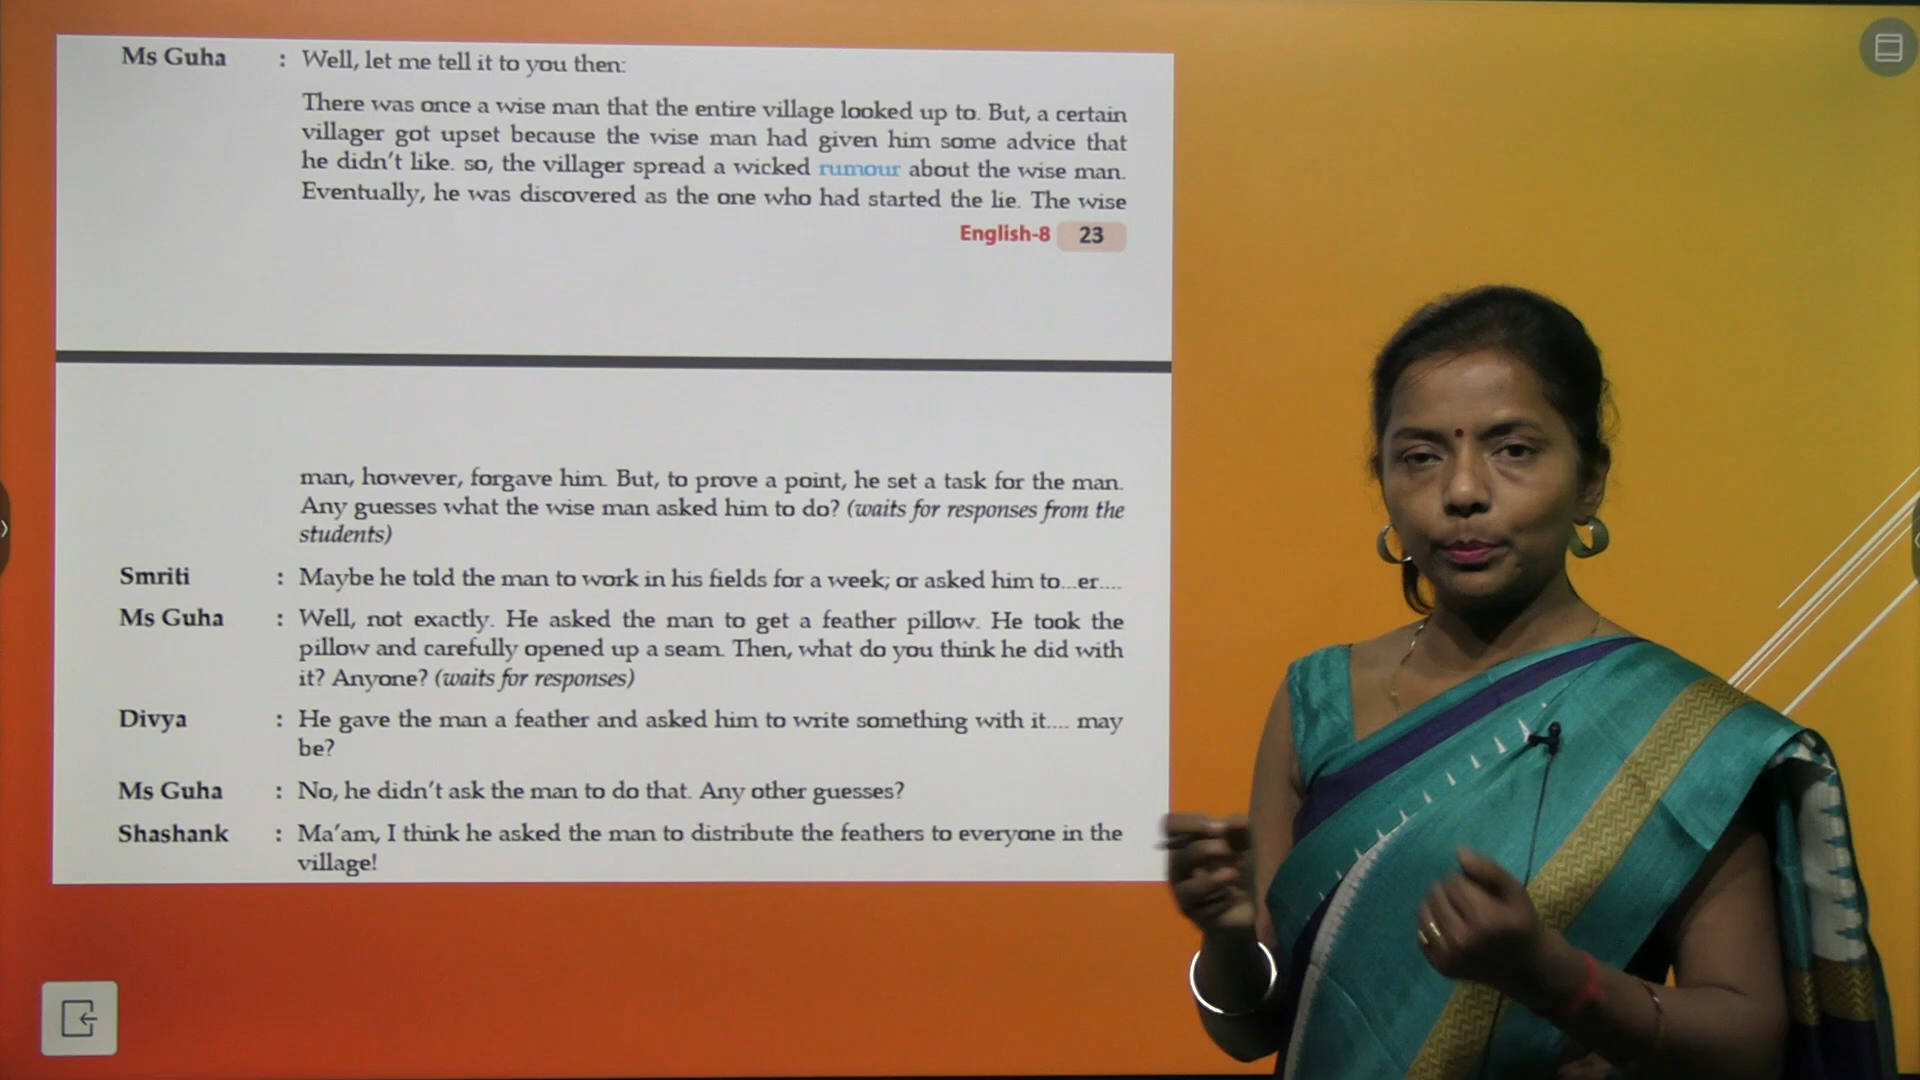 Ms Guha : Well, let me tell it to you then:
There was once a wise man that the entire village looked up to. But, a certain
villager got upset because the wise man had given him some advice that
he didn't like. so, the villager spread a wicked rumour about the wise man.
Eventually, he was discovered as the one who had started the lie. The wise
English-8 23
man, however, forgave him. But, to prove a point, he set a task for the man.
Any guesses what the wise man asked him to do? (waits for responses from the
students)
Smriti : Maybe he told the man to work in his fields for a week; or asked him to...er....
Ms Guha : Well, not exactly. He asked the man to get a feather pillow. He took the
pillow and carefully opened up a seam. Then, what do you think he did with
it? Anyone? (waits for responses)
Divya : He gave the man a feather and asked him to write something with it.... may
be?
Ms Guha : No, he didn't ask the man to do that. Any other guesses?
Shashank : Ma'am, I think he asked the man to distribute the feathers to everyone in the
village!